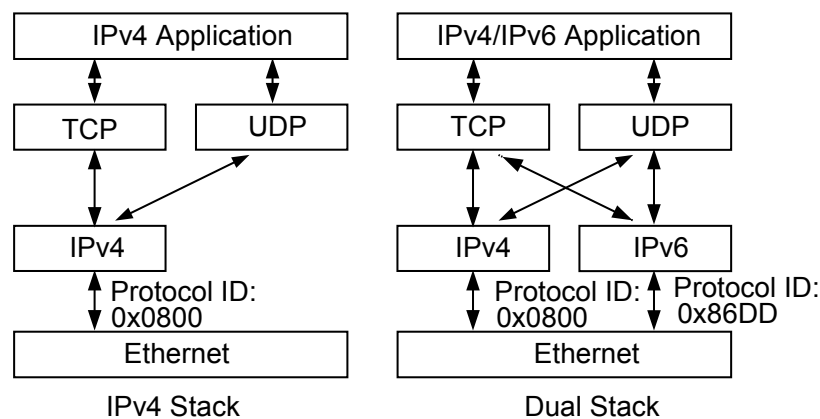 IPv4 Application
TCP
UDP
IPv4
Protocol ID:
0x0800
Ethernet
IPv4 Stack
IPv4/IPv6 Application
TCP
UDP
IPv4
IPv6
Protocol ID:
0x0800
Protocol ID:
0x86DD
Ethernet
Dual Stack